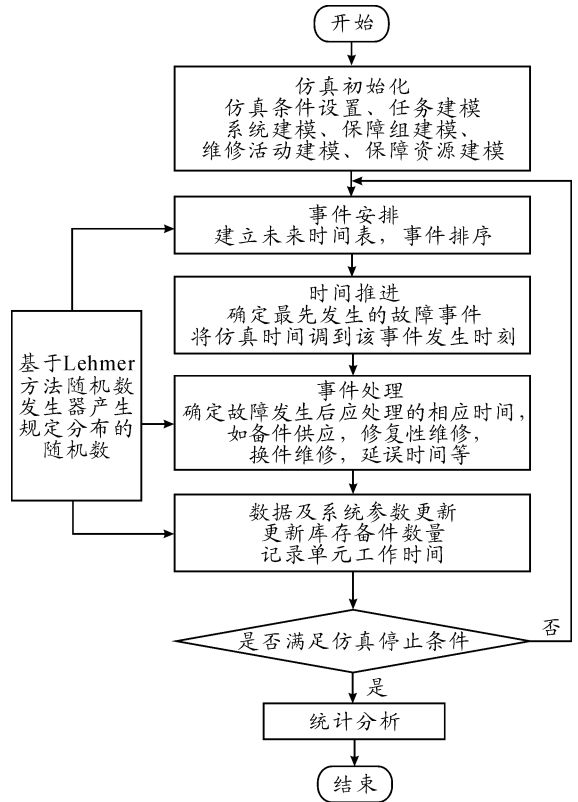 开始
仿真初始化
仿真条件设置、任务建模
系统建模、保障组建模、
维修活动建模、保障资源建模
事件安排
建立未来时间表，事件排序
时间推进
确定最先发生的故障事件
将仿真时间调到该事件发生时刻
基于Lehmer
方法随机数
发生器产生
规定分布的
随机数
事件处理
确定故障发生后应处理的相应时间，
如备件供应，修复性维修，
换件维修，延误时间等
数据及系统参数更新
更新库存备件数量
记录单元工作时间
是否满足仿真停止条件
否
是
统计分析
结束